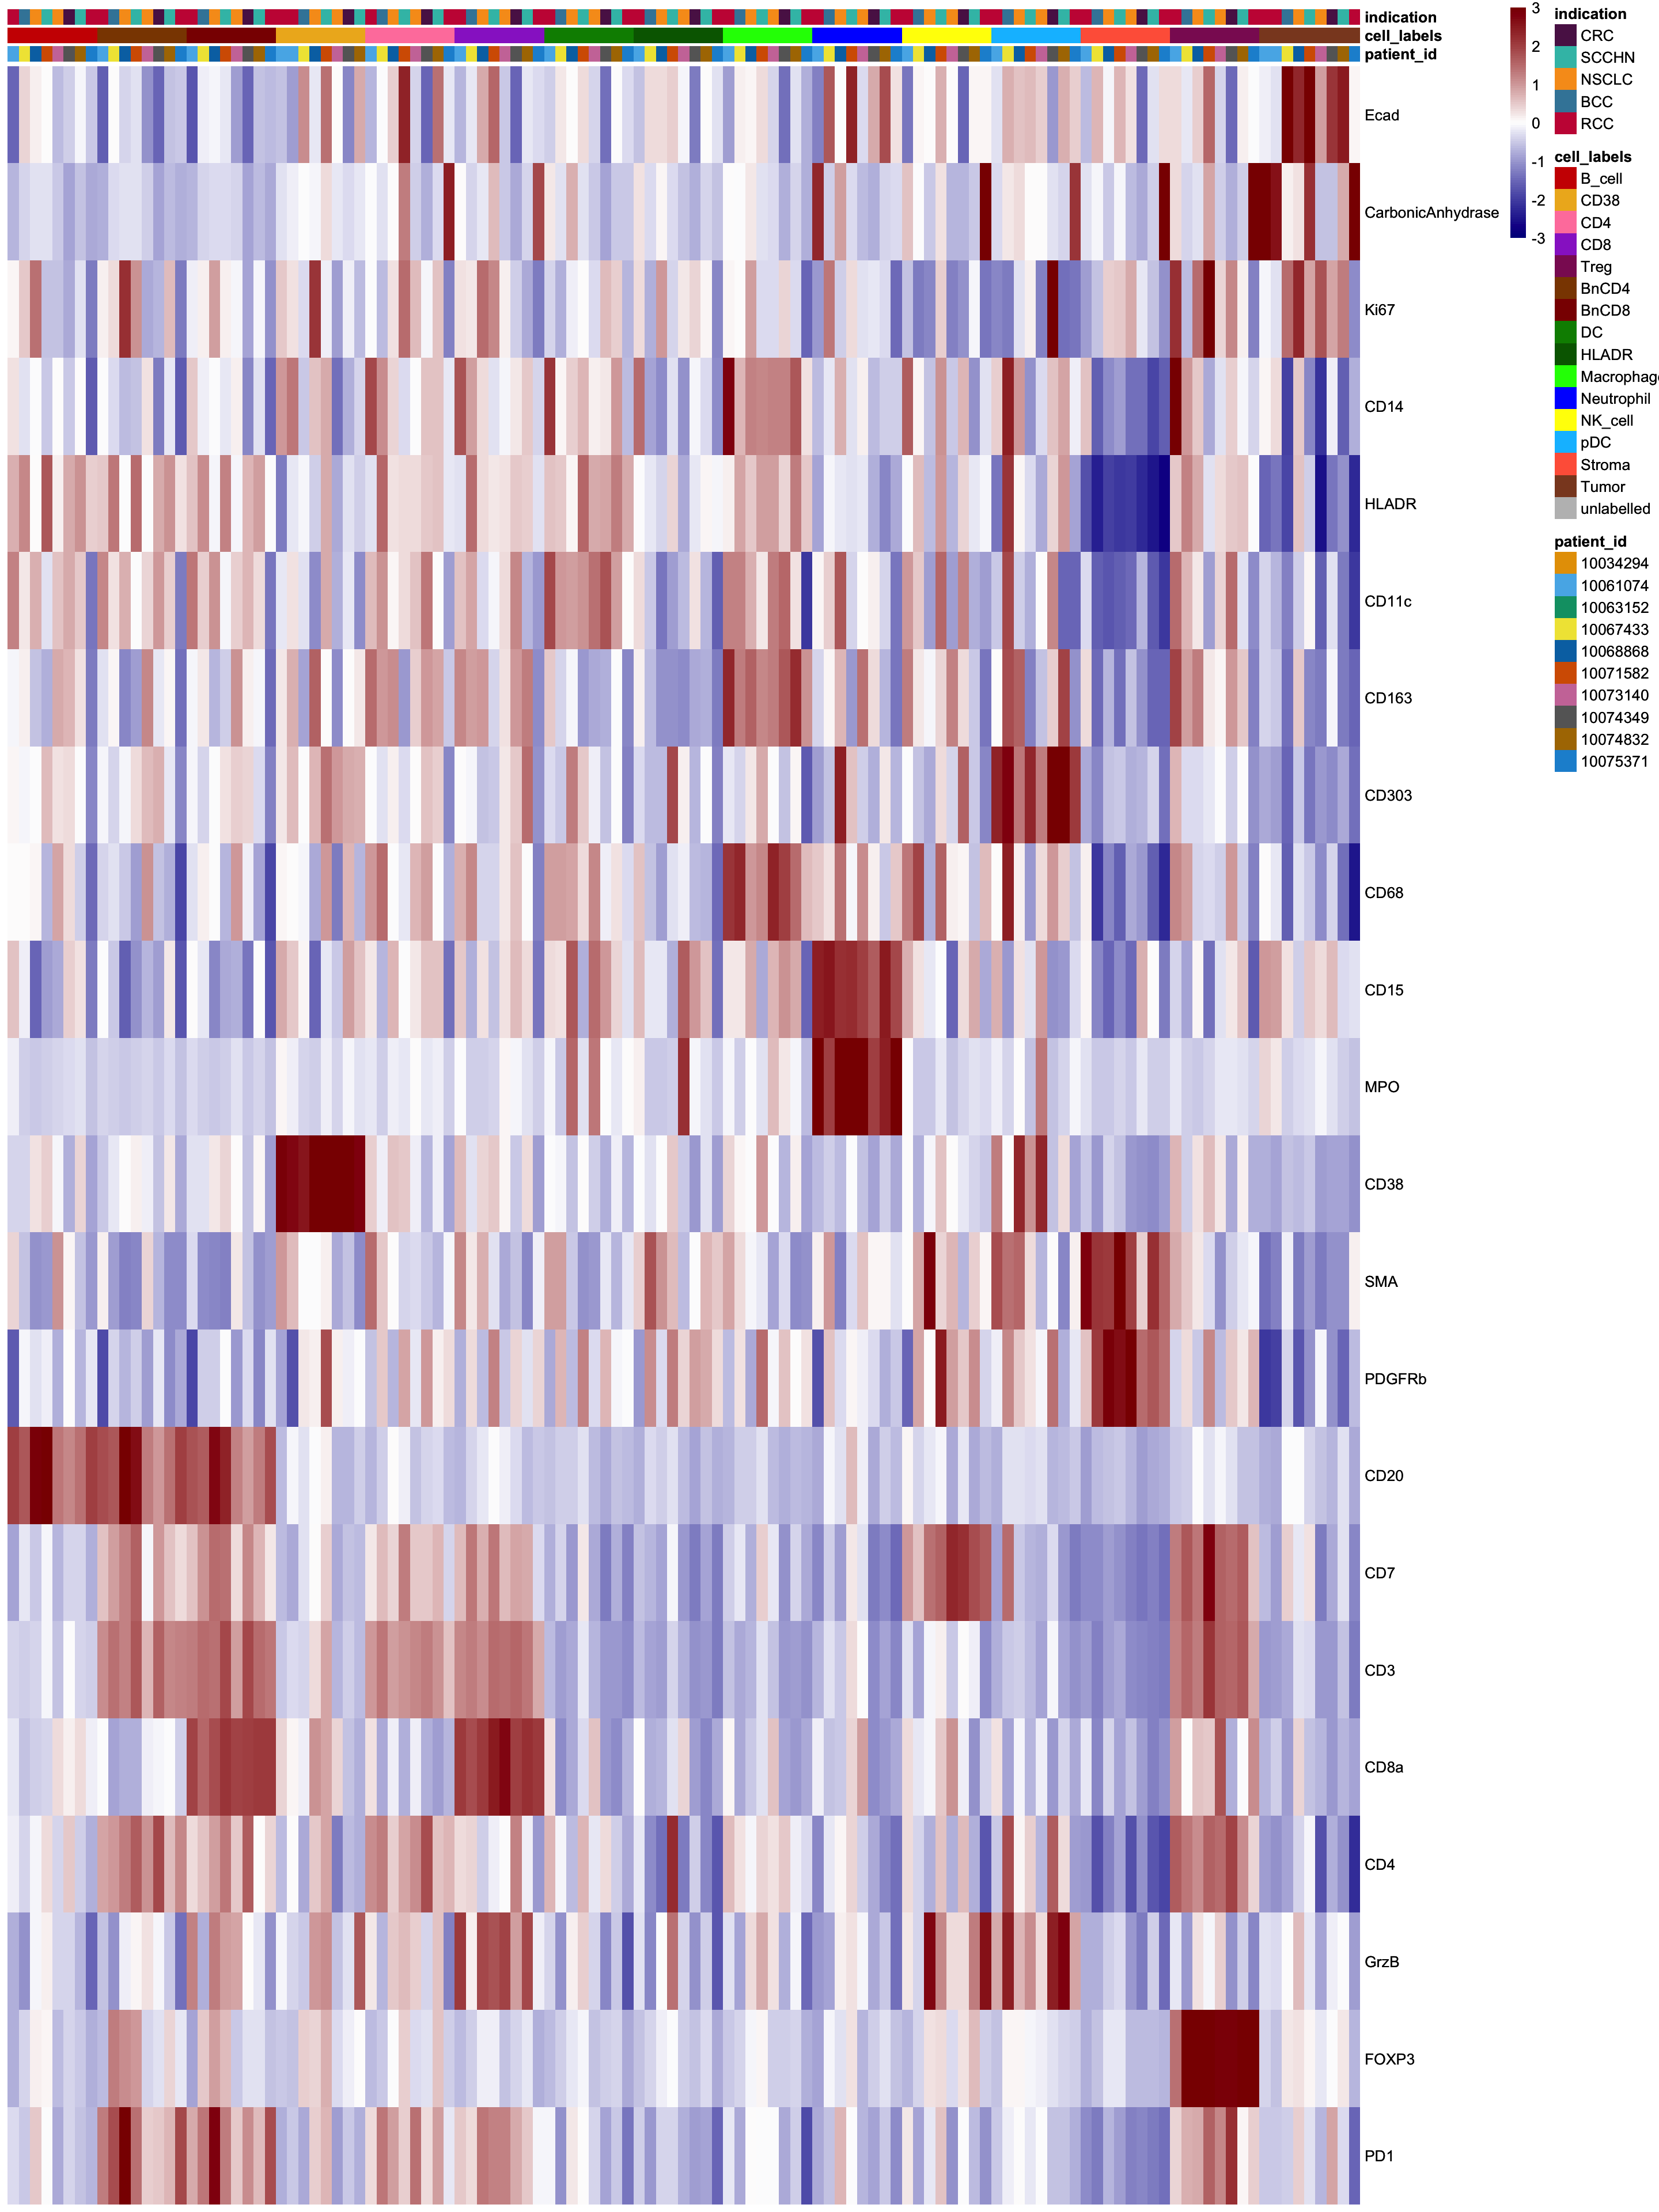 indication
cell_labels
patient_id
Ecad
CarbonicAnhydrase
Ki67
CD14
HLADR
CD11c
CD163
CD303
CD68
CD15
MPO
CD38
SMA
PDGFRb
CD20
CD7
CD3
CD8a
CD4
GrzB
FOXP3
PD1
3
2
1
0
-1
-2
-3
indication
CRC
SCCHN
NSCLC
BCC
RCC
cell_labels
B_cell
CD38
CD4
CD8
Treg
BnCD4
BnCD8
DC
HLADR
Macrophag
Neutrophil
NK_cell
pDC
Stroma
Tumor
unlabelled
patient_id
10034294
10061074
10063152
10067433
10068868
10071582
10073140
10074349
10074832
10075371